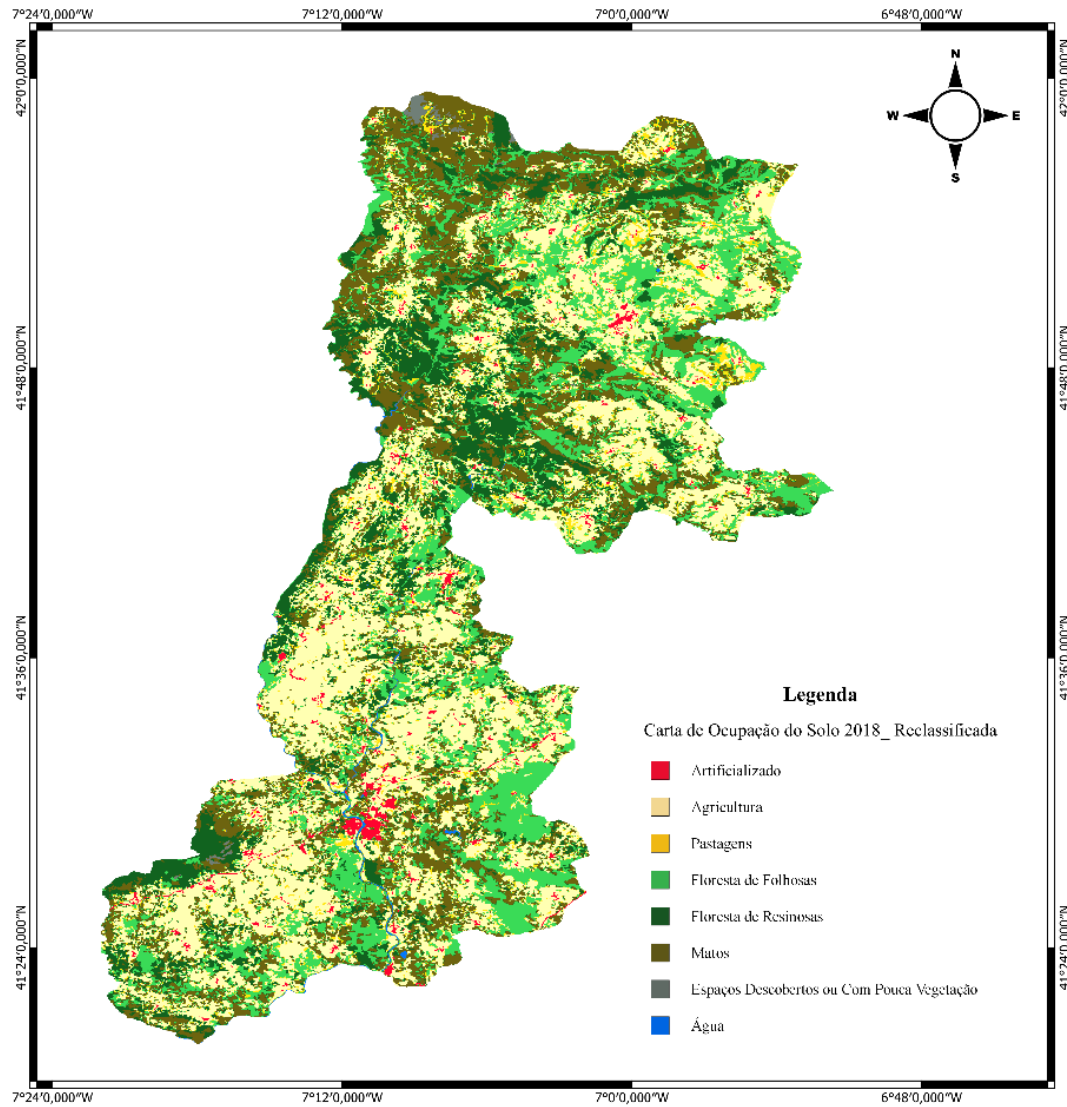 7°24'0,000"W 7°12'0,000"W 7°0'0,000"W 6°48'0,000"W
42°0'0,000"N
42°0'0,000"N
N
W E
S
41°48'0,000"N
41°48'0,000"N
41°36'0,000"N
41°36'0,000"N
Legenda
Carta de Ocupação do Solo 2018_ Reclassificada
Artificializado
Agricultura
Pastagens
Floresta de Folhosas
Floresta de Resinosas
Matos
Espaços Descobertos ou Com Pouca Vegetação
Água
41°24'0,000"N
41°24'0,000"N
7°24'0,000"W 7°12'0,000"W 7°0'0,000"W 6°48'0,000"W